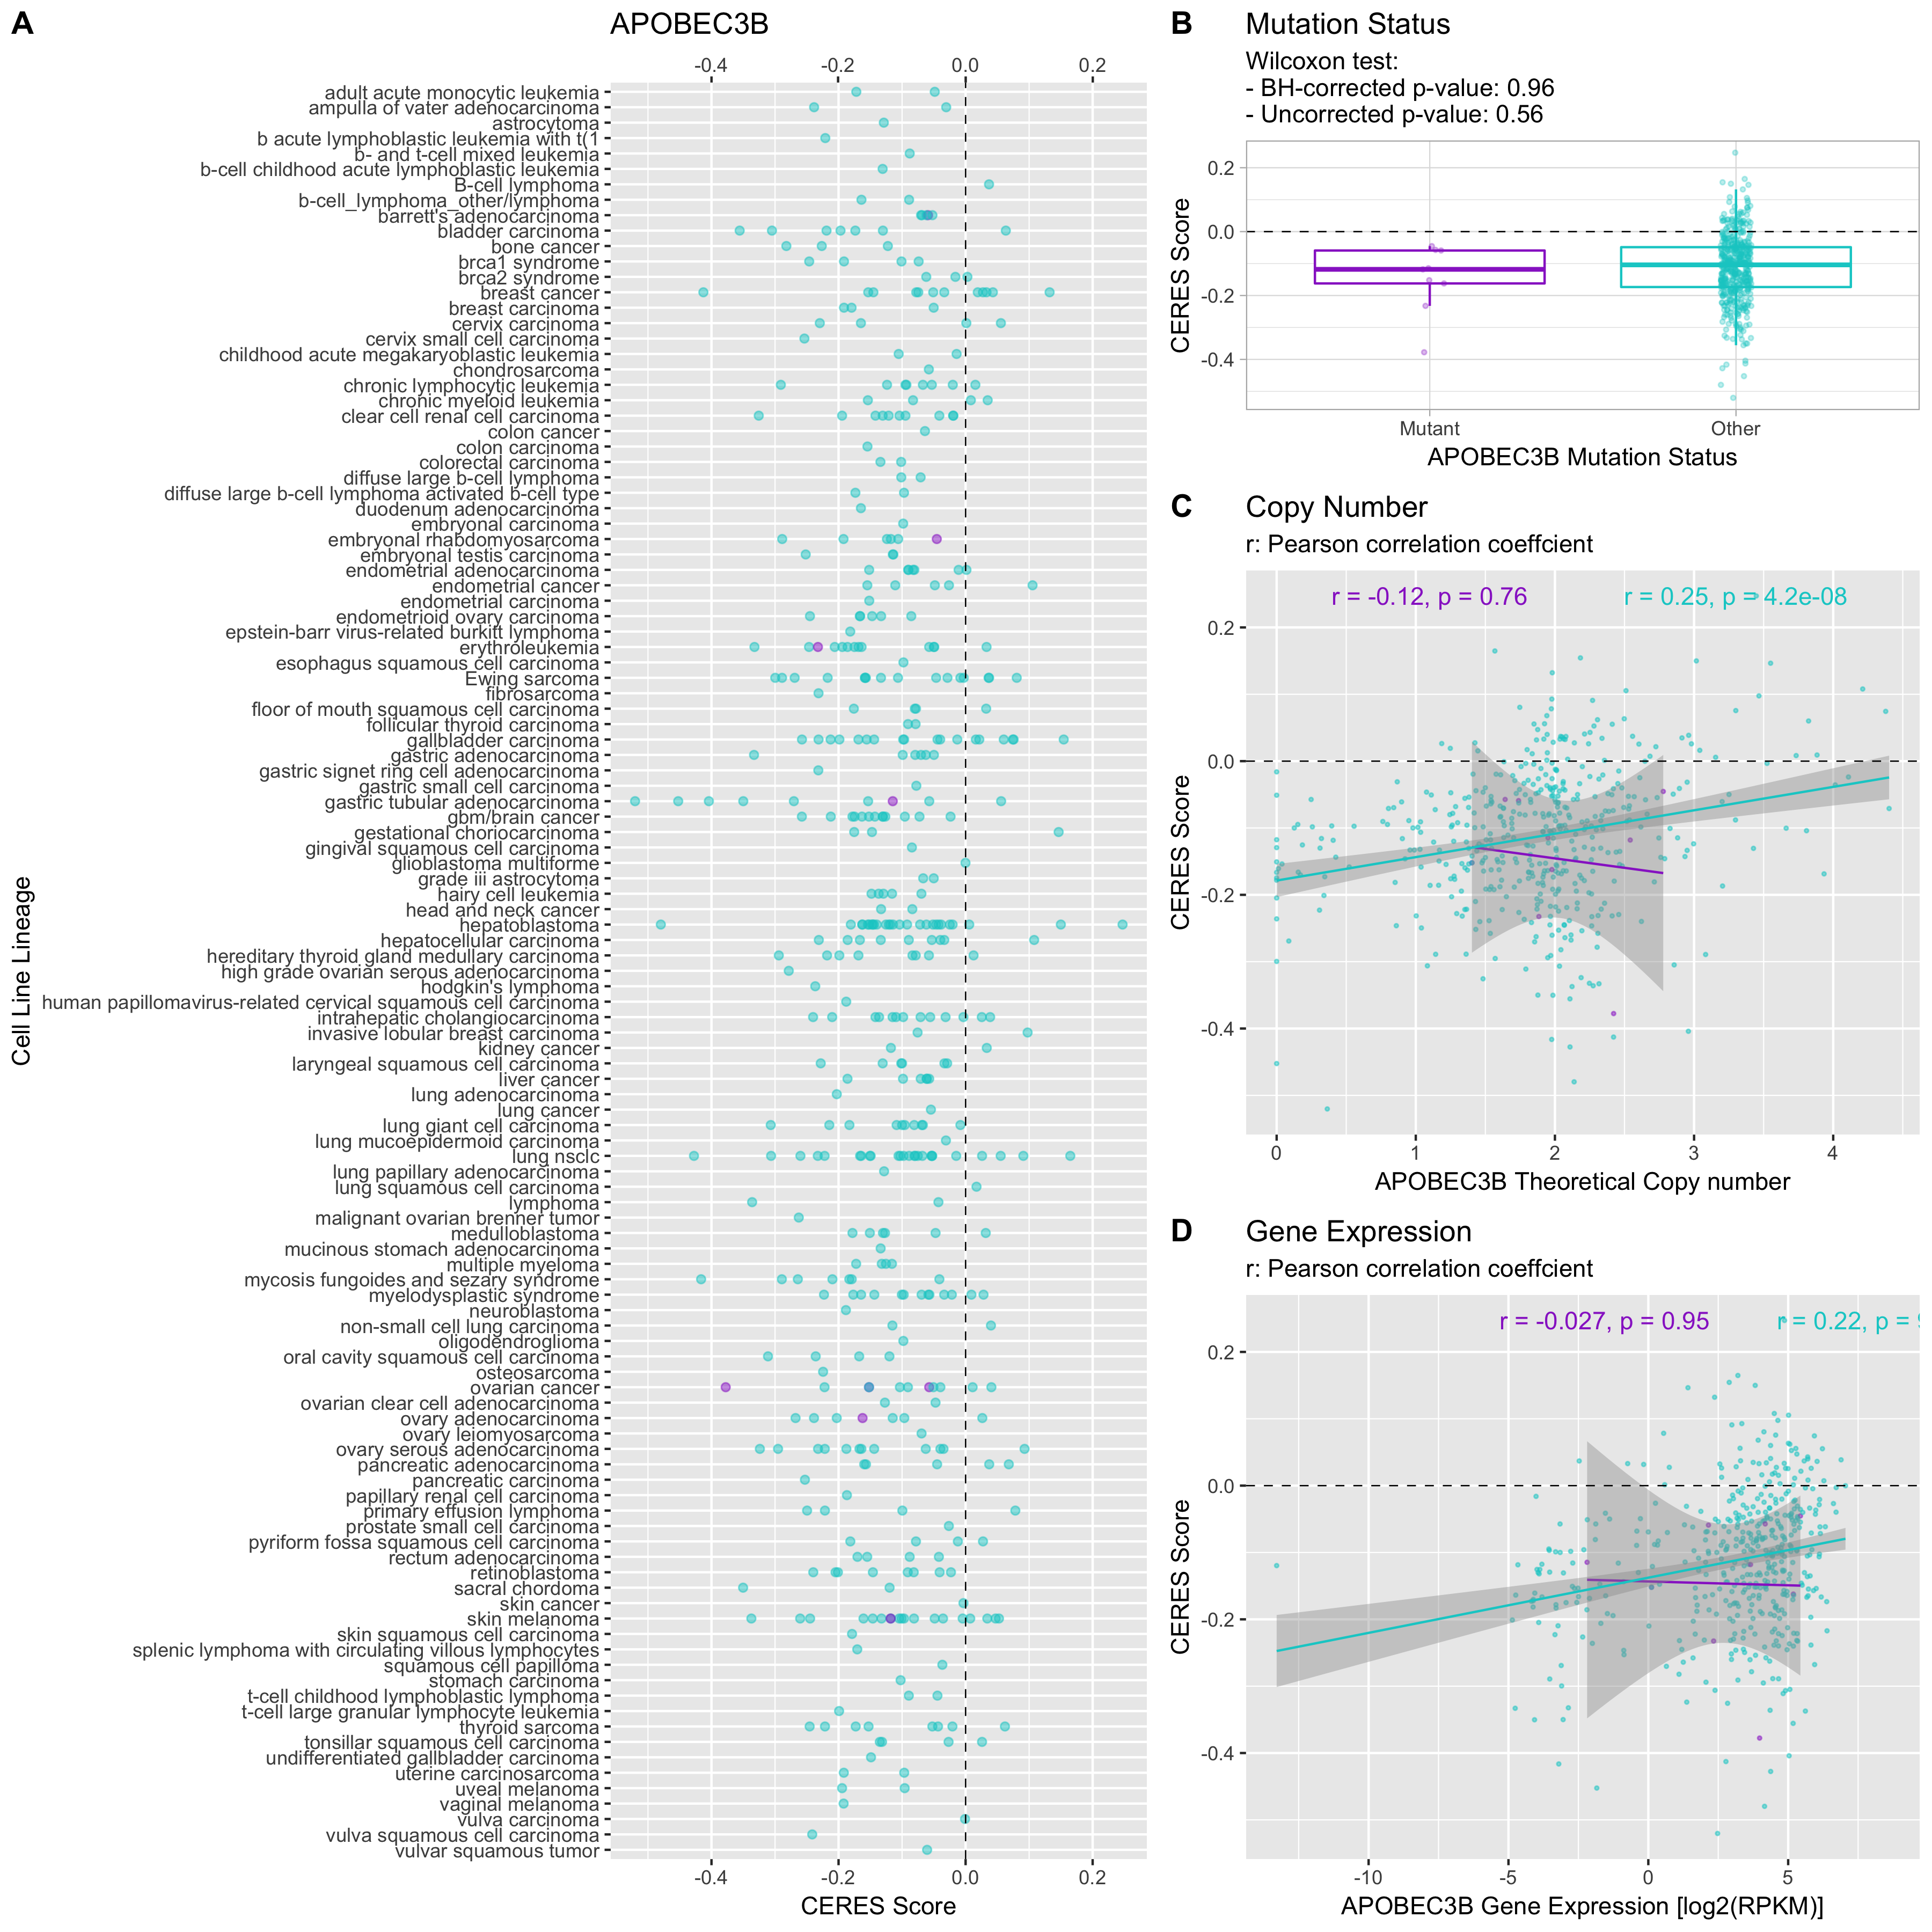 A
APOBEC3B
-0.4 -0.2 0.0 0.2
Cell Line Lineage
adult acute monocytic leukemia
ampulla of vater adenocarcinoma
astrocytoma
b acute lymphoblastic leukemia with t(1
b- and t-cell mixed leukemia
b-cell childhood acute lymphoblastic leukemia
B-cell lymphoma
b-cell_lymphoma_other/lymphoma
barrett's adenocarcinoma
bladder carcinoma
bone cancer
brca1 syndrome
brca2 syndrome
breast cancer
breast carcinoma
cervix carcinoma
cervix small cell carcinoma
childhood acute megakaryoblastic leukemia
chondrosarcoma
chronic lymphocytic leukemia
chronic myeloid leukemia
clear cell renal cell carcinoma
colon cancer
colon carcinoma
colorectal carcinoma
diffuse large b-cell lymphoma
diffuse large b-cell lymphoma activated b-cell type
duodenum adenocarcinoma
embryonal carcinoma
embryonal rhabdomyosarcoma
embryonal testis carcinoma
endometrial adenocarcinoma
endometrial cancer
endometrial carcinoma
endometrioid ovary carcinoma
epstein-barr virus-related burkitt lymphoma
erythroleukemia
esophagus squamous cell carcinoma
Ewing sarcoma
fibrosarcoma
floor of mouth squamous cell carcinoma
follicular thyroid carcinoma
gallbladder carcinoma
gastric adenocarcinoma
gastric signet ring cell adenocarcinoma
gastric small cell carcinoma
gastric tubular adenocarcinoma
gbm/brain cancer
gestational choriocarcinoma
gingival squamous cell carcinoma
glioblastoma multiforme
grade iii astrocytoma
hairy cell leukemia
head and neck cancer
hepatoblastoma
hepatocellular carcinoma
hereditary thyroid gland medullary carcinoma
high grade ovarian serous adenocarcinoma
hodgkin's lymphoma
human papillomavirus-related cervical squamous cell carcinoma
intrahepatic cholangiocarcinoma
invasive lobular breast carcinoma
kidney cancer
laryngeal squamous cell carcinoma
liver cancer
lung adenocarcinoma
lung cancer
lung giant cell carcinoma
lung mucoepidermoid carcinoma
lung nsclc
lung papillary adenocarcinoma
lung squamous cell carcinoma
lymphoma
malignant ovarian brenner tumor
medulloblastoma
mucinous stomach adenocarcinoma
multiple myeloma
mycosis fungoides and sezary syndrome
myelodysplastic syndrome
neuroblastoma
non-small cell lung carcinoma
oligodendroglioma
oral cavity squamous cell carcinoma
osteosarcoma
ovarian cancer
ovarian clear cell adenocarcinoma
ovary adenocarcinoma
ovary leiomyosarcoma
ovary serous adenocarcinoma
pancreatic adenocarcinoma
pancreatic carcinoma
papillary renal cell carcinoma
primary effusion lymphoma
prostate small cell carcinoma
pyriform fossa squamous cell carcinoma
rectum adenocarcinoma
retinoblastoma
sacral chordoma
skin cancer
skin melanoma
skin squamous cell carcinoma
splenic lymphoma with circulating villous lymphocytes
squamous cell papilloma
stomach carcinoma
t-cell childhood lymphoblastic lymphoma
t-cell large granular lymphocyte leukemia
thyroid sarcoma
tonsillar squamous cell carcinoma
undifferentiated gallbladder carcinoma
uterine carcinosarcoma
uveal melanoma
vaginal melanoma
vulva carcinoma
vulva squamous cell carcinoma
vulvar squamous tumor
-0.4 -0.2 0.0 0.2
CERES Score
B
Mutation Status
Wilcoxon test:
- BH-corrected p-value: 0.96
- Uncorrected p-value: 0.56
CERES Score
0.2
0.0
-0.2
-0.4
Mutant Other
APOBEC3B Mutation Status
C
Copy Number
r: Pearson correlation coeffcient
r = -0.12, p = 0.76 r = 0.25, p = 4.2e-08
CERES Score
0.2
0.0
-0.2
-0.4
0 1 2 3 4
APOBEC3B Theoretical Copy number
D
Gene Expression
r: Pearson correlation coeffcient
r = -0.027, p = 0.95 r = 0.22, p =
CERES Score
0.2
0.0
-0.2
-0.4
-10 -5 0 5
APOBEC3B Gene Expression [log2(RPKM)]